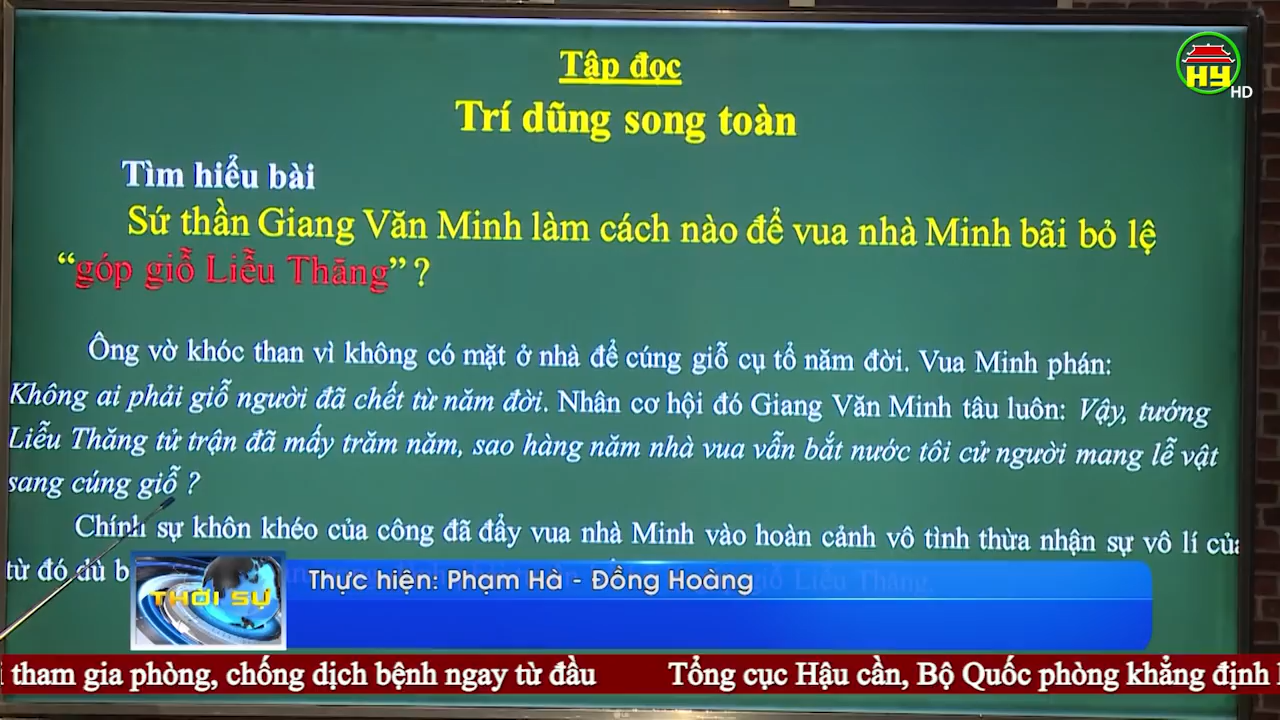 Tập đọc
HY
HD
Trí dũng song toàn
Tìm hiểu bài
Sứ thần Giang Văn Minh làm cách nào để vua nhà Minh bãi bỏ lệ
“góp giỗ Liễu Thăng” ?
Ông vờ khóc than vì không có mặt ở nhà để cúng giỗ cụ tổ năm đời. Vua Minh phán:
Không ai phải giỗ người đã chết từ năm đời. Nhân cơ hội đó Giang Văn Minh tâu luôn: Vậy, tướng
Liễu Thăng tử trận đã mấy trăm năm, sao hàng năm nhà vua vẫn bắt nước tôi cử người mang lễ vật
sang cúng giỗ ?
Chính sự khôn khéo của công đã đẩy vua nhà Minh vào hoàn cảnh vô tình thừa nhận sự vô lí của
từ đó dù giỗ Liễu Thăng.
THỜI SỰ
Thực hiện: Phạm Hà - Đồng Hoàng
tham gia phòng, chống dịch bệnh ngay từ đầu Tổng cục Hậu cần, Bộ Quốc phòng khẳng định